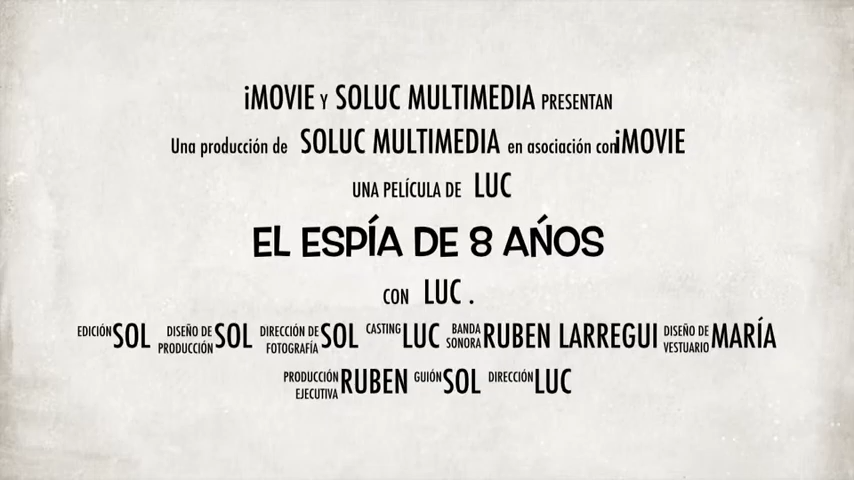 iMOVIE Y SOLUC MULTIMEDIA PRESENTAN
Una producción de SOLUC MULTIMEDIA en asociación con iMOVIE
UNA PELÍCULA DE LUC
EL ESPÍA DE 8 AŃOS
CON LUC .
EDICIÓN SOL DISEÑO DE PRODUCCIÓN SOL DIRECCIÓN DE FOTOGRAFÍA SOL CASTING LUC BANDA SONORA RUBEN LARREGUI DISEÑO DE VESTUARIO MARÍA
PRODUCCIÓN EJECUTIVA RUBEN GUIÓN SOL DIRECCIÓN LUC